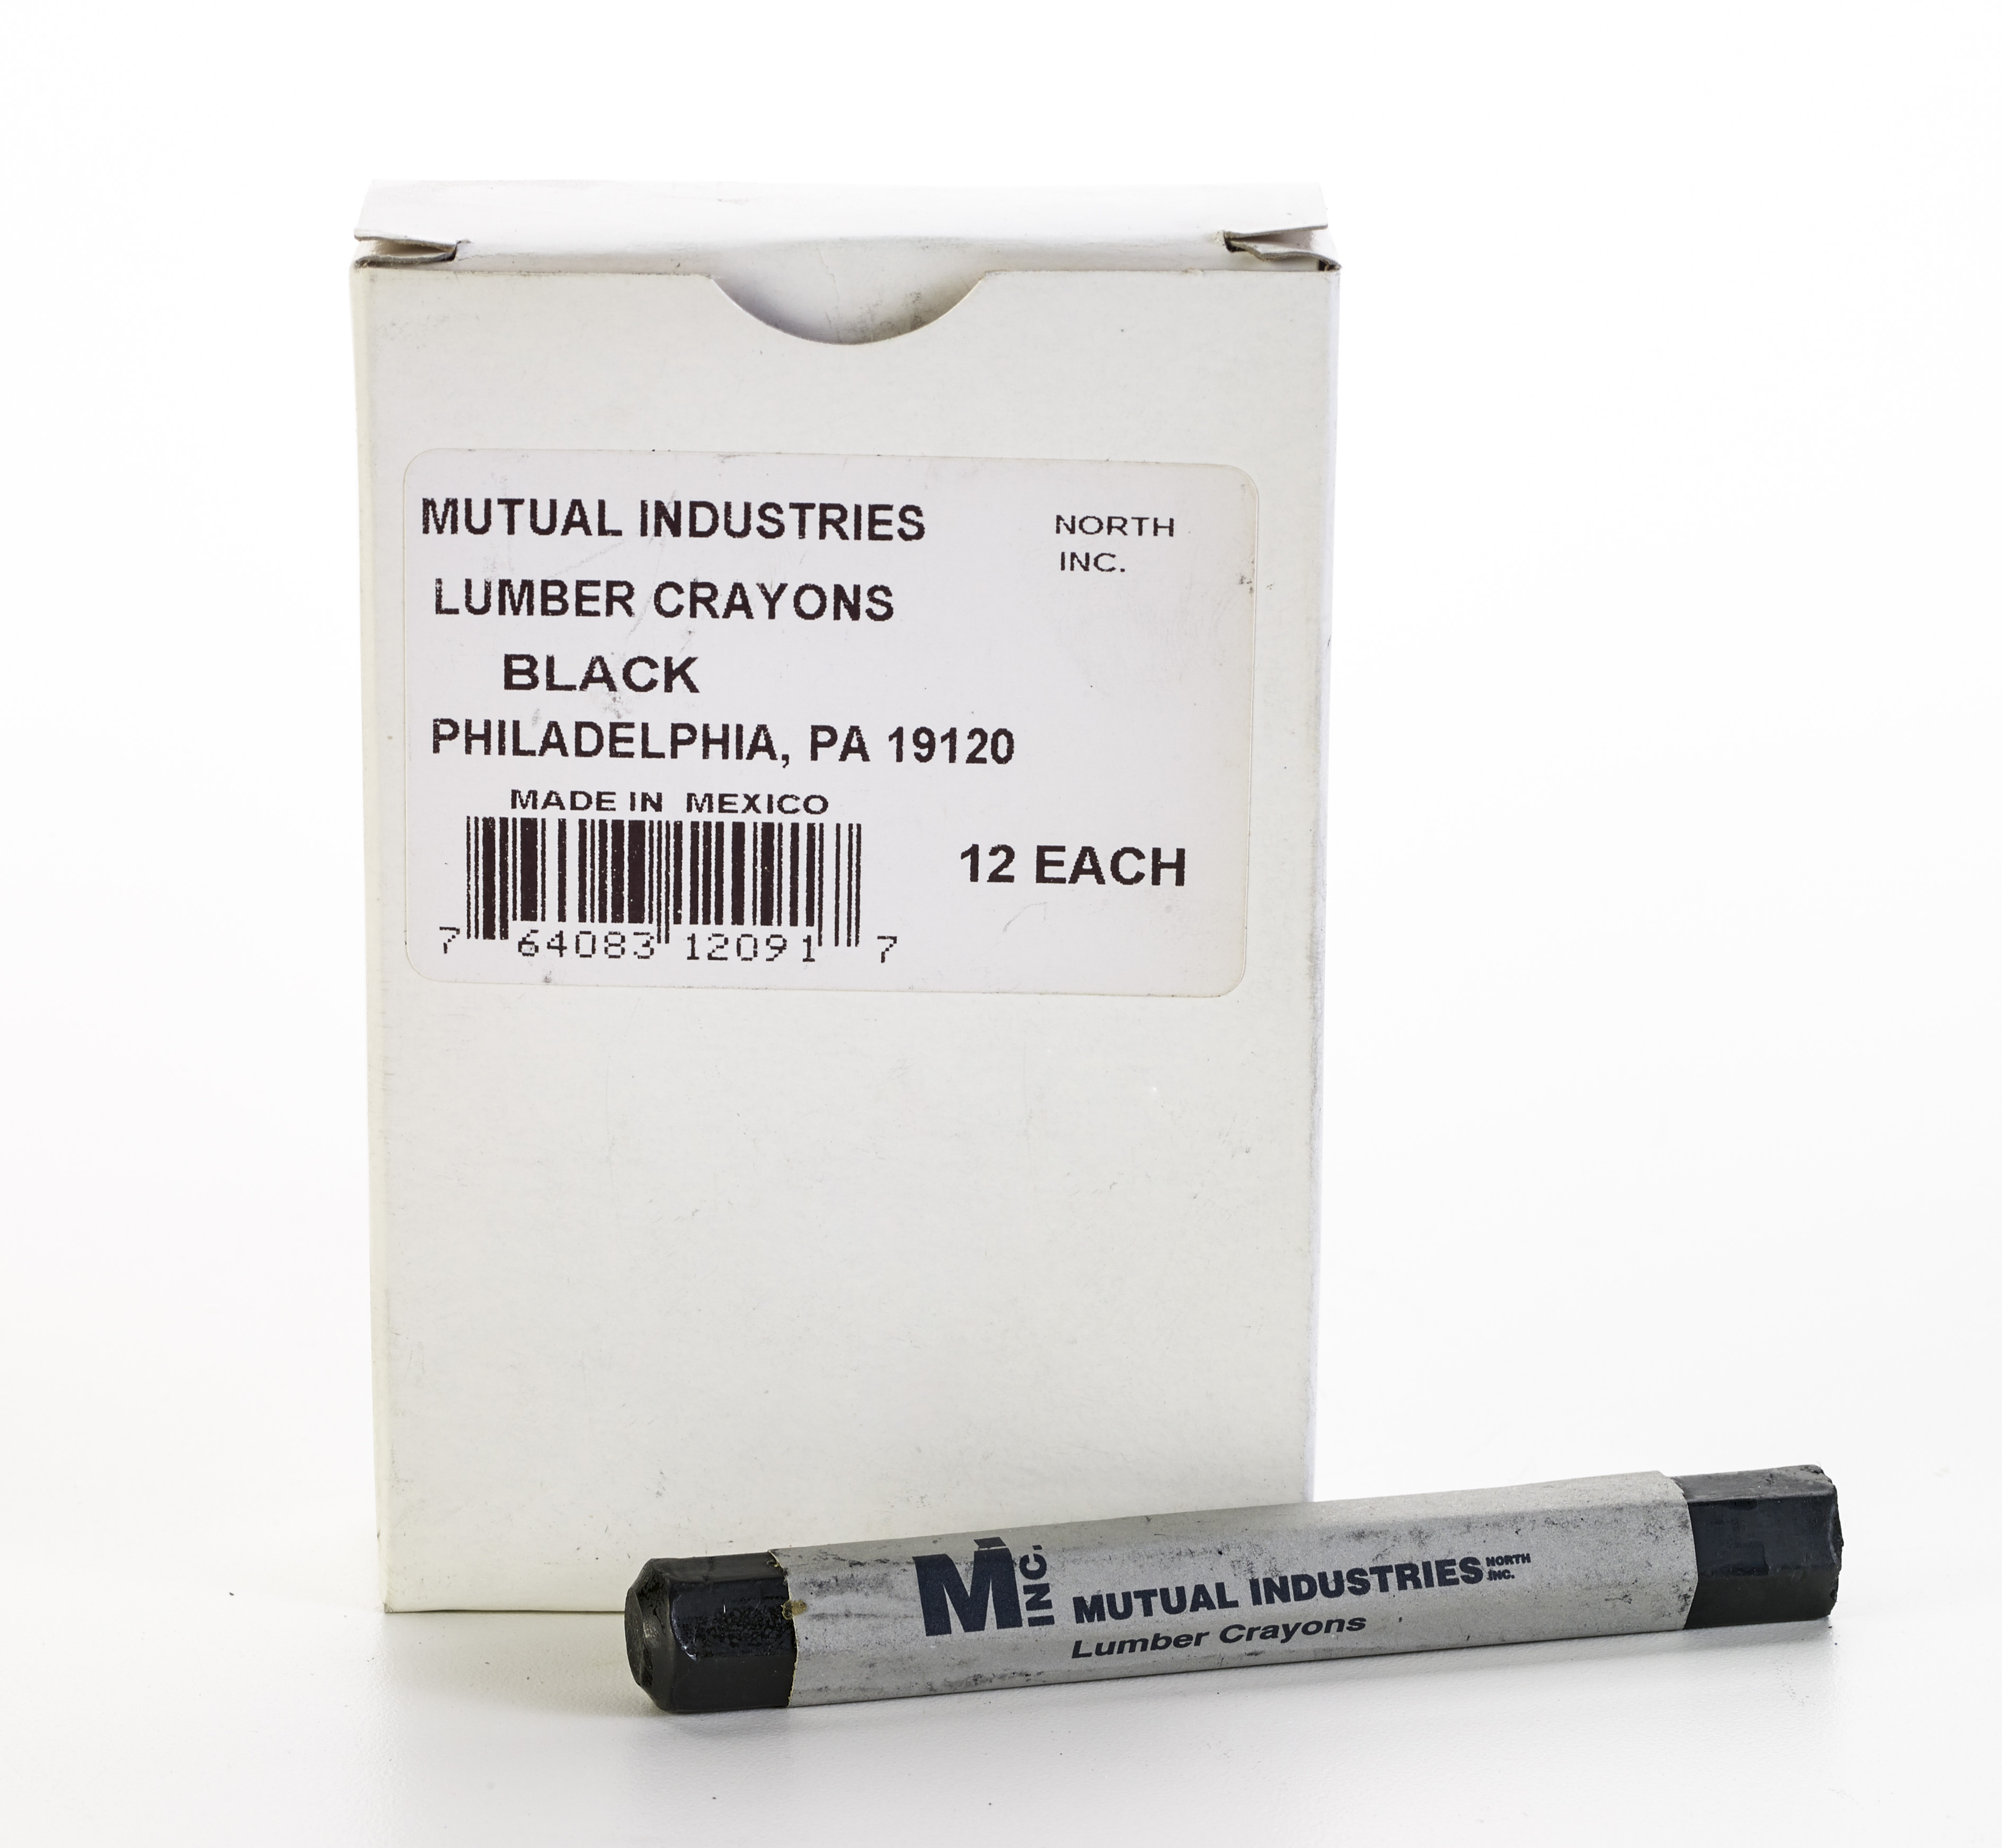 MUTUAL INDUSTRIES NORTH
INC.
LUMBER CRAYONS
BLACK
PHILADELPHIA, PA 19120
MADE IN MEXICO
12 EACH
7 64083 12091 7
M INC.
MUTUAL INDUSTRIES NORTH INC.
Lumber Crayons